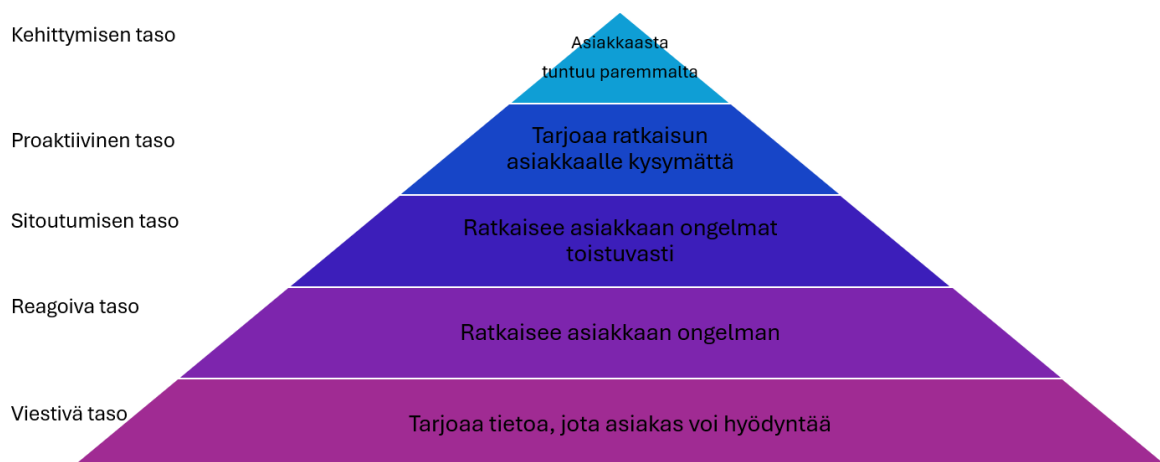 Kehittymisen taso
Asiakkaasta
tuntuu paremmalta
Proaktiivinen taso
Tarjoaa ratkaisun
asiakkaalle kysymättä
Sitoutumisen taso
Ratkaisee asiakkaan ongelmat
toistuvasti
Reagoiva taso
Ratkaisee asiakkaan ongelman
Viestivä taso
Tarjoaa tietoa, jota asiakas voi hyödyntää